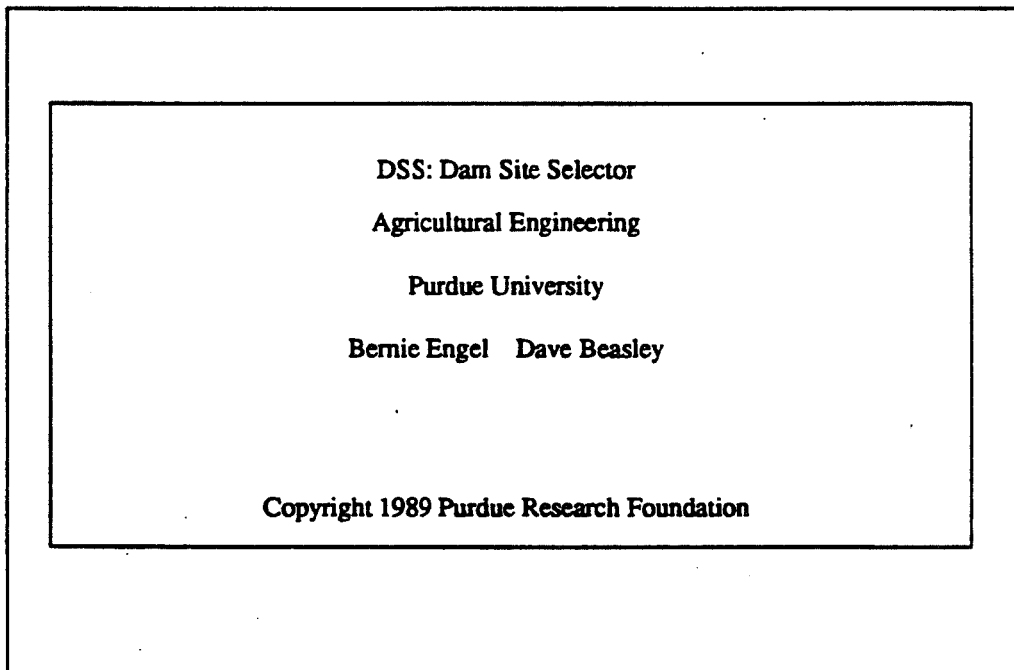 DSS: Dam Site Selector
Agricultural Engineering
Purdue University
Bernie Engel Dave Beasley
Copyright 1989 Purdue Research Foundation